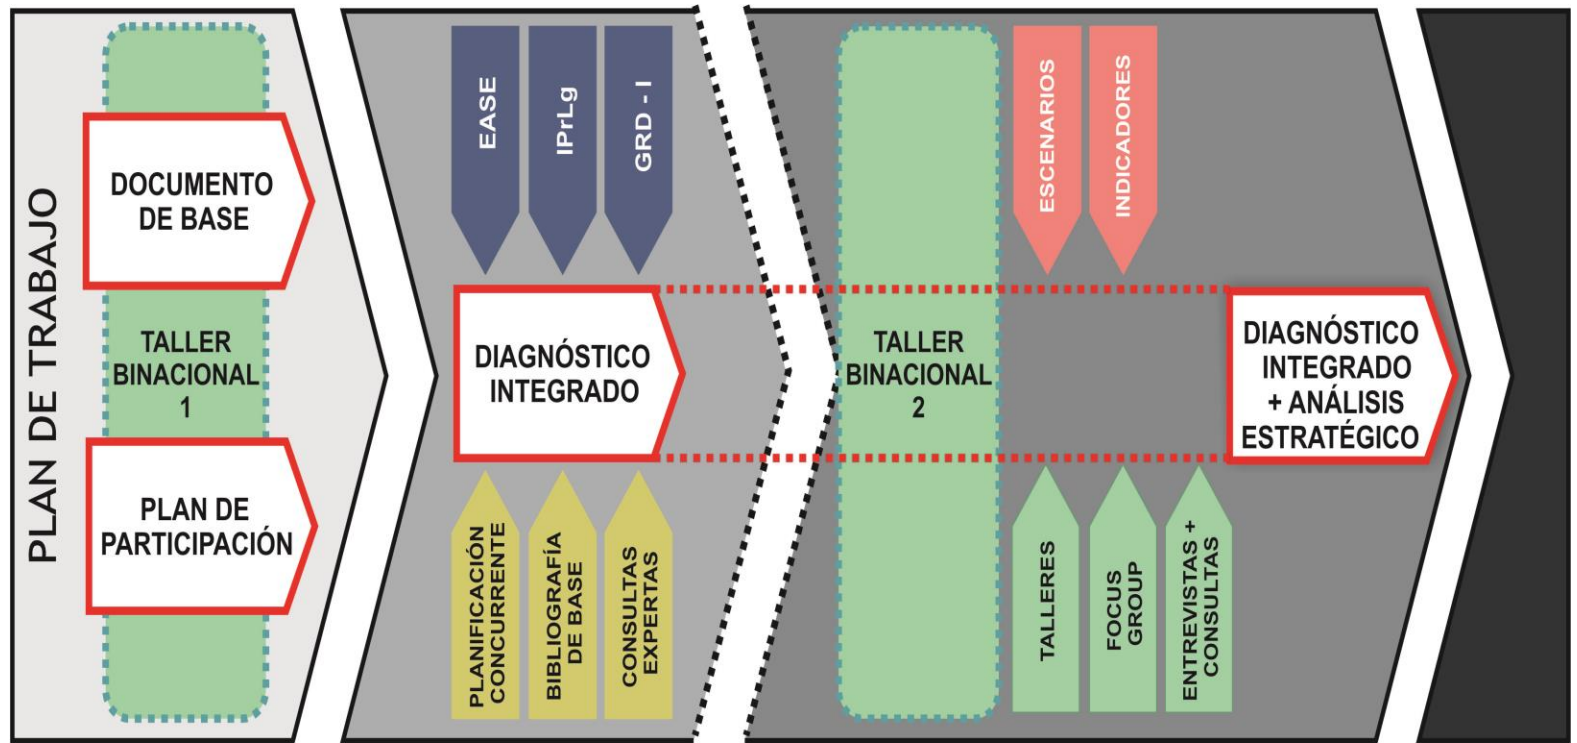 PLAN DE TRABAJO
DOCUMENTO
DE BASE
TALLER
BINACIONAL
1
PLAN DE
PARTICIPACIÓN
EASE
IPrLg
GRD - I
DIAGNÓSTICO
INTEGRADO
PLANIFICACIÓN
CONCURRENTE
BIBLIOGRAFÍA
DE BASE
CONSULTAS
EXPERTAS
TALLER
BINACIONAL
2
ESCENARIOS
INDICADORES
TALLERES
FOCUS
GROUP
ENTREVISTAS +
CONSULTAS
DIAGNÓSTICO
INTEGRADO
+ ANÁLISIS
ESTRATÉGICO